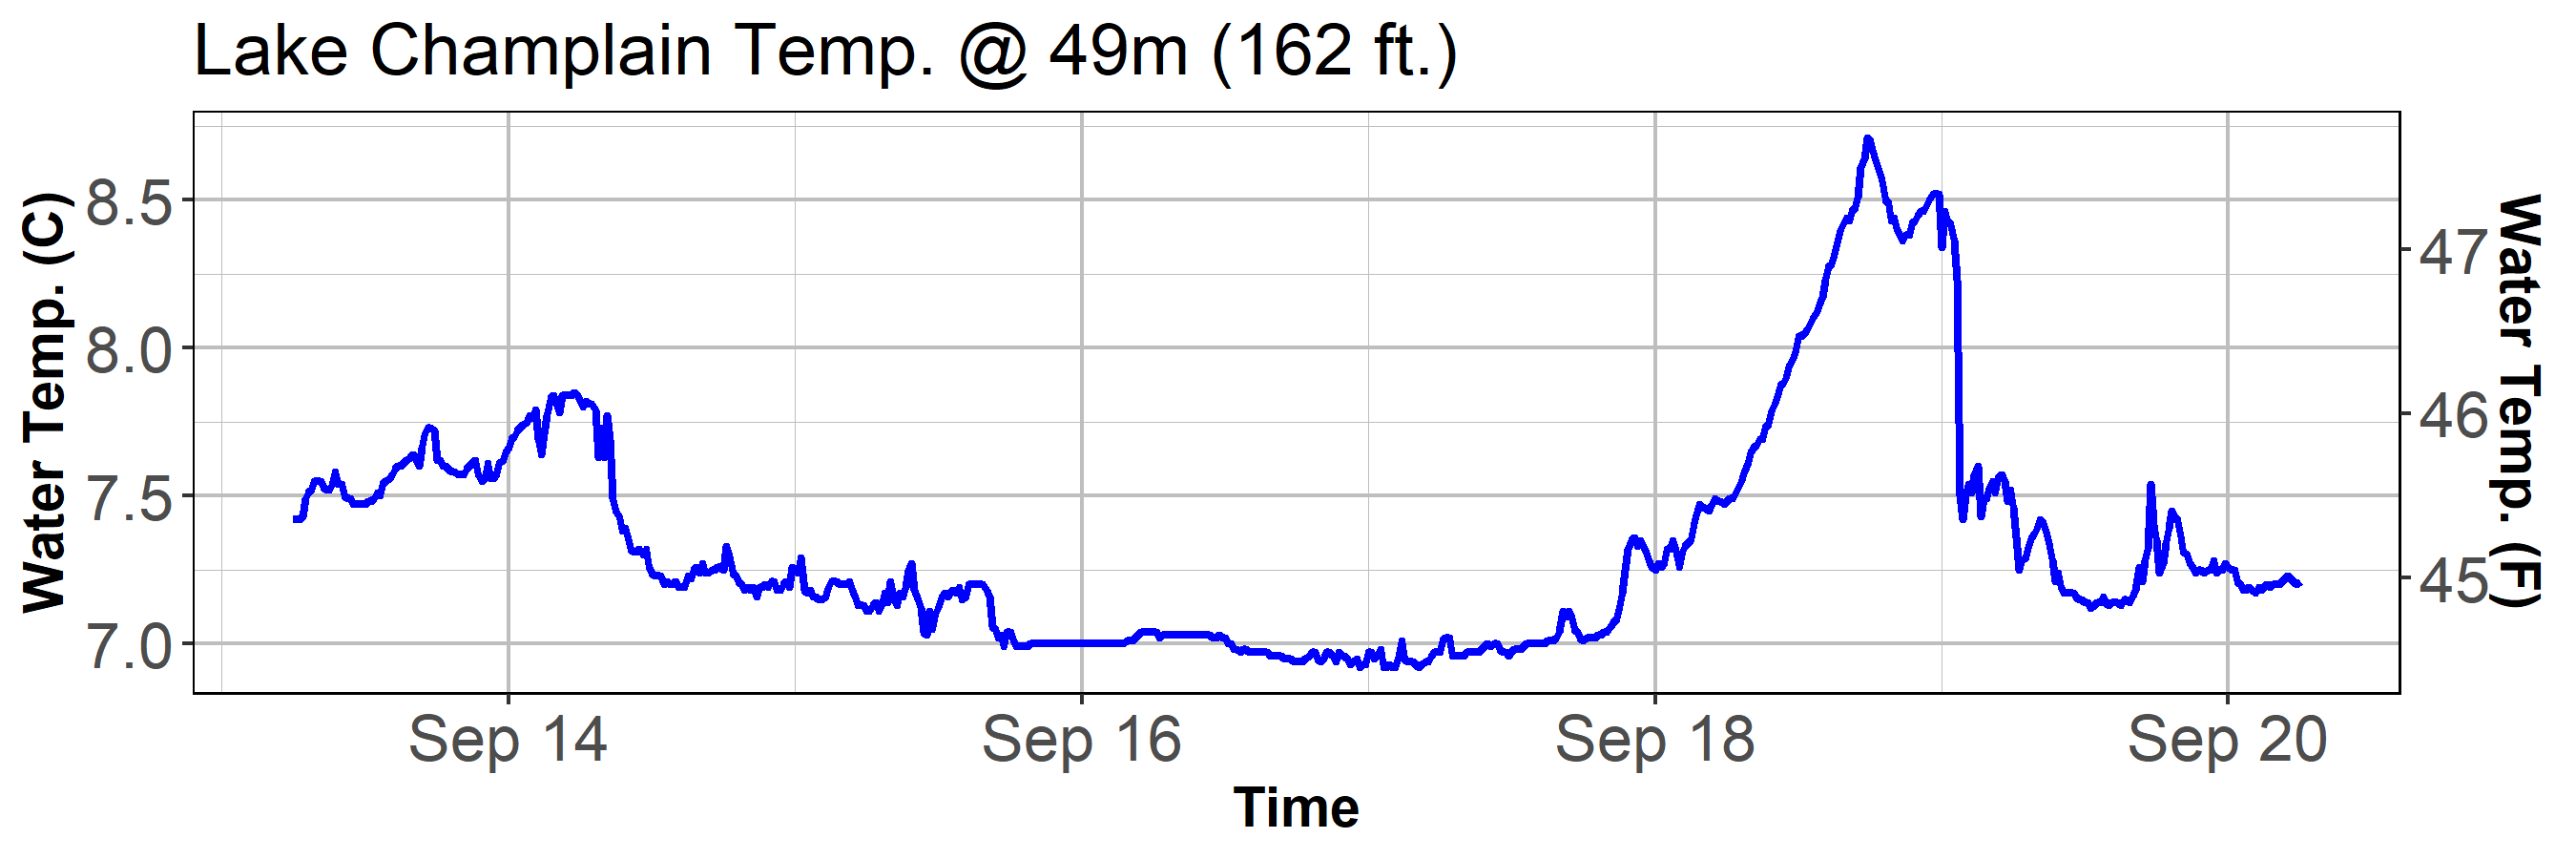 Lake Champlain Temp. @ 49m (162 ft.)
Water Temp. (C)
8.5
8.0
7.5
7.0
47
46
45
Water Temp. (F)
Sep 14 Sep 16 Sep 18 Sep 20
Time